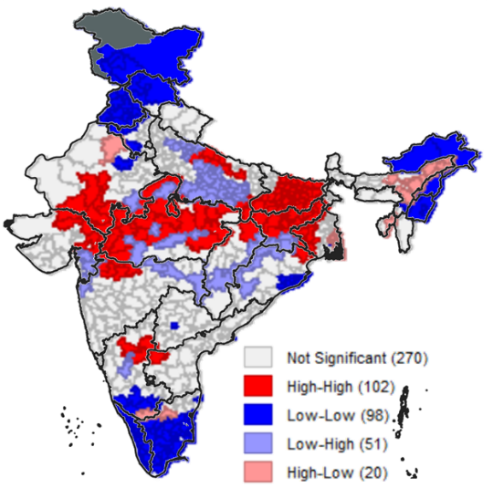 Not Significant (270)
High-High (102)
Low-Low (98)
Low-High (51)
High-Low (20)